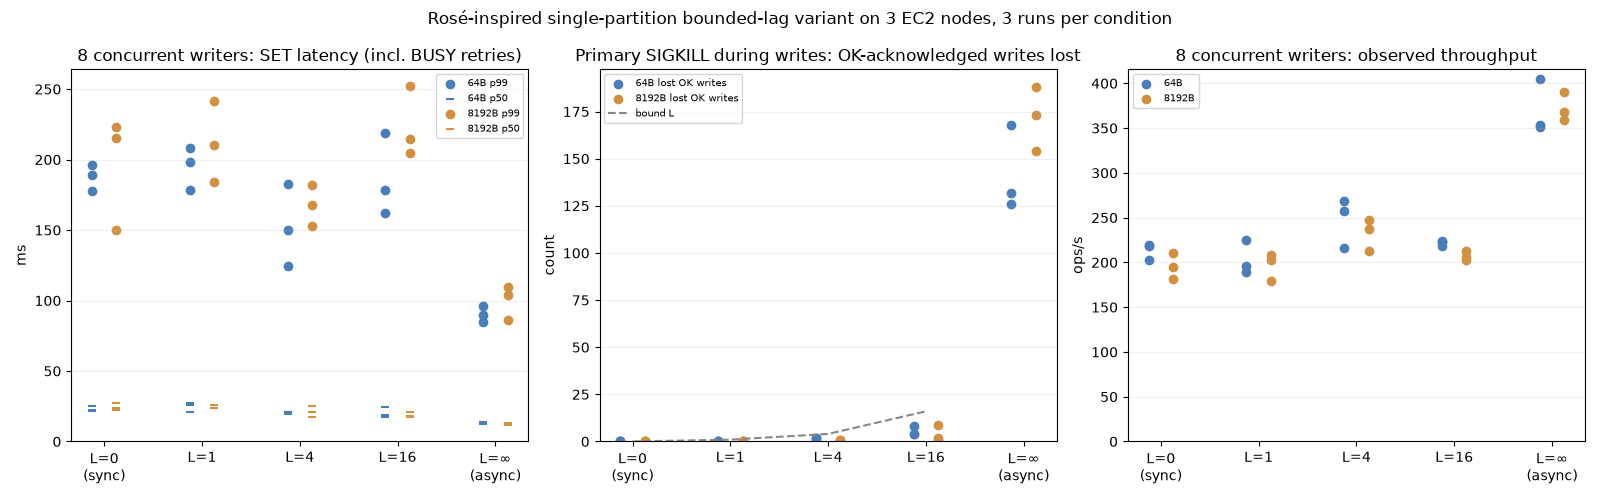 Rosé-inspired single-partition bounded-lag variant on 3 EC2 nodes, 3 runs per condition
8 concurrent writers: SET latency (incl. BUSY retries)
250
200
150
100
50
0
ms
64B p99
64B p50
8192B p99
8192B p50
L=0
(sync)
L=1
L=4
L=16
L=∞
(async)
Primary SIGKILL during writes: OK-acknowledged writes lost
175
150
125
100
75
50
25
0
count
64B lost OK writes
8192B lost OK writes
bound L
L=0
(sync)
L=1
L=4
L=16
L=∞
(async)
8 concurrent writers: observed throughput
400
350
300
250
200
150
100
50
0
ops/s
64B
8192B
L=0
(sync)
L=1
L=4
L=16
L=∞
(async)